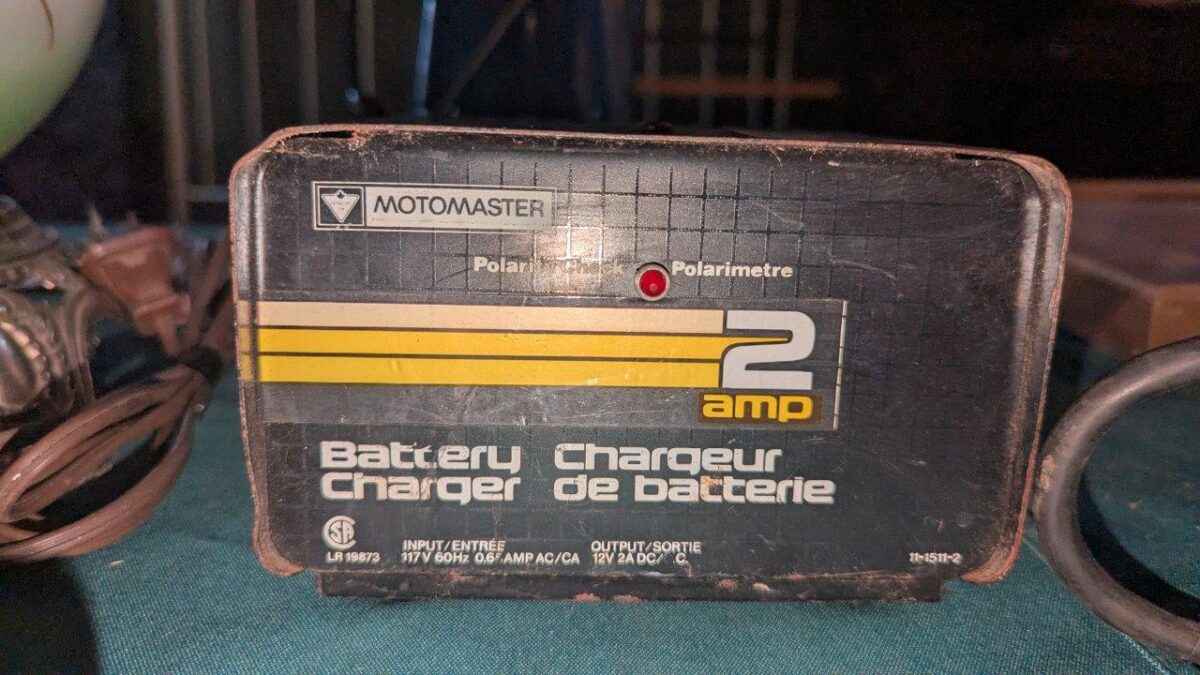 MOTOMASTER
Polarimetre
2
amp
Battery Chargeur
Charger de batterie
INPUT/ENTRÉE OUTPUT/SORTIE
LR 19873 117V 60Hz AMP AC/CA 12V 2A 11-1511-2